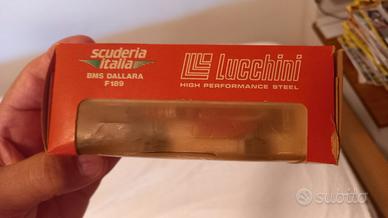 scuderia
italia
BMS DALLARA
F189
Lucchini
HIGH PERFORMANCE STEEL
subito